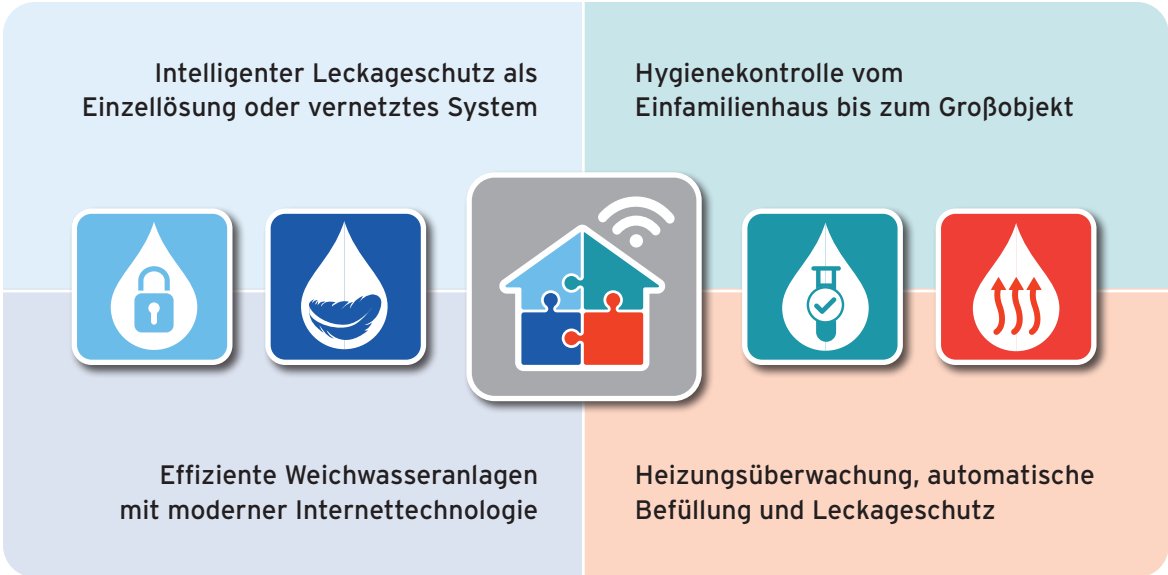 Intelligenter Leckageschutz als
Einzellösung oder vernetztes System
Hygienekontrolle vom
Einfamilienhaus bis zum Großobjekt
Effiziente Weichwasseranlagen
mit moderner Internettechnologie
Heizungsüberwachung, automatische
Befüllung und Leckageschutz